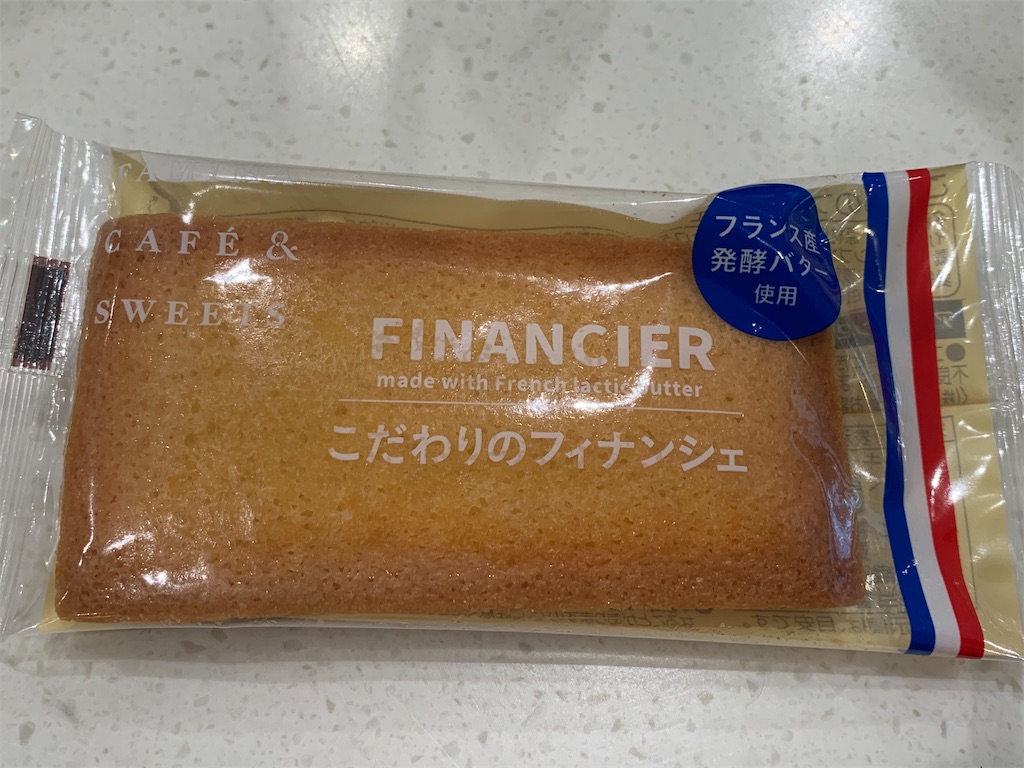 CAFÉ &
SWEETS
FINANCIER
made with French lactic butter
こだわりのフィナンシェ
フランス産
発酵バター
使用